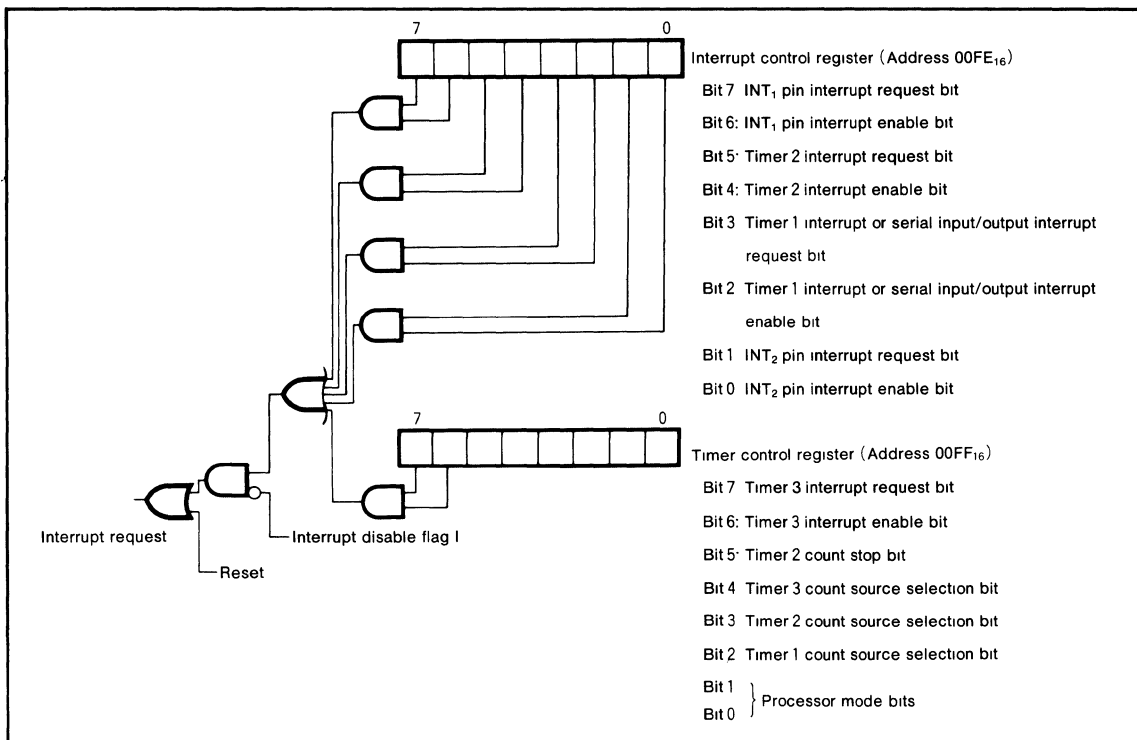 7 0
Interrupt control register (Address 00FE₁₆)
Bit 7 INT₁ pin interrupt request bit
Bit 6: INT₁ pin interrupt enable bit
Bit 5· Timer 2 interrupt request bit
Bit 4: Timer 2 interrupt enable bit
Bit 3 Timer 1 interrupt or serial input/output interrupt
request bit
Bit 2 Timer 1 interrupt or serial input/output interrupt
enable bit
Bit 1 INT₂ pin interrupt request bit
Bit 0 INT₂ pin interrupt enable bit
7 0
Timer control register (Address 00FF₁₆)
Bit 7 Timer 3 interrupt request bit
Bit 6: Timer 3 interrupt enable bit
Bit 5· Timer 2 count stop bit
Bit 4 Timer 3 count source selection bit
Bit 3 Timer 2 count source selection bit
Bit 2 Timer 1 count source selection bit
Bit 1
Bit 0
Processor mode bits
Interrupt request
Interrupt disable flag I
Reset